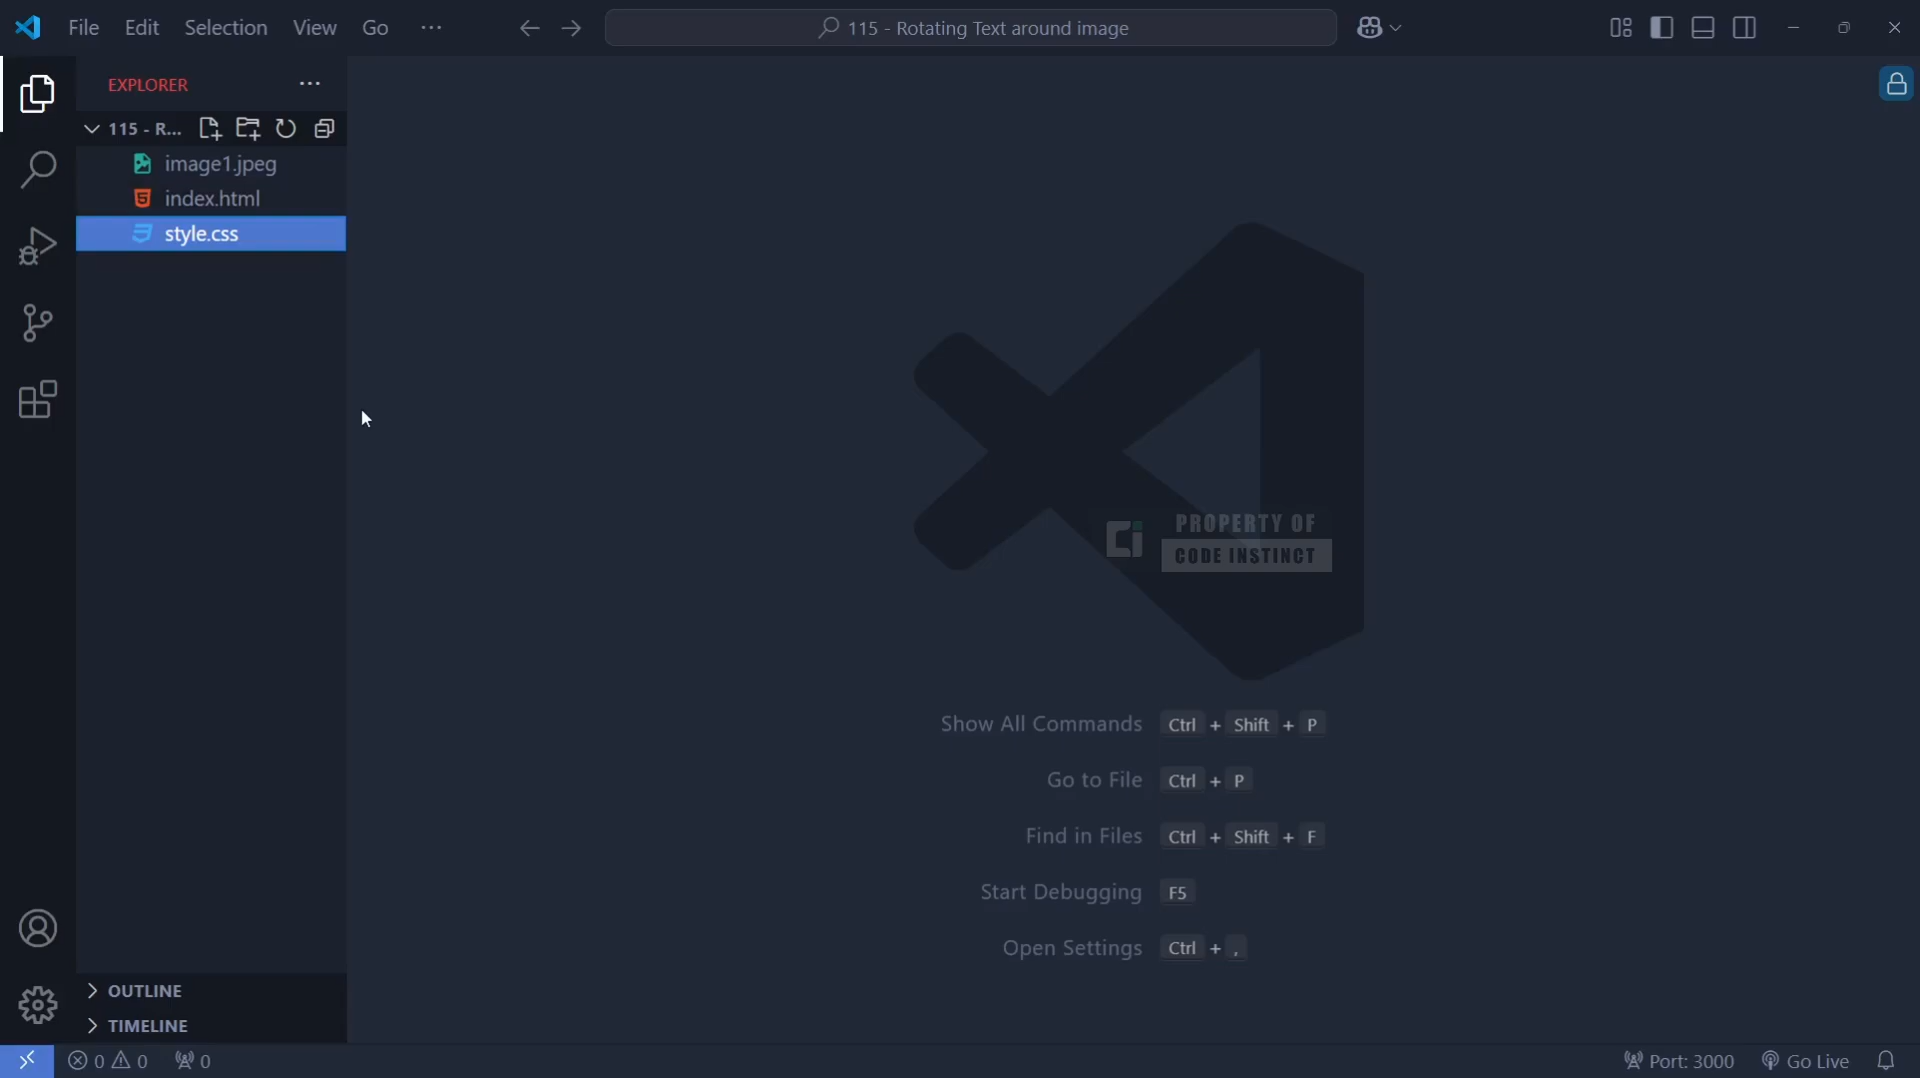 File Edit Selection View Go ...
115 - Rotating Text around image
EXPLORER
115 - R...
image1.jpeg
index.html
style.css
PROPERTY OF
CODE INSTINCT
Show All Commands Ctrl + Shift + P
Go to File Ctrl + P
Find in Files Ctrl + Shift + F
Start Debugging F5
Open Settings Ctrl + ,
OUTLINE
TIMELINE
0 0 0 Port: 3000 Go Live